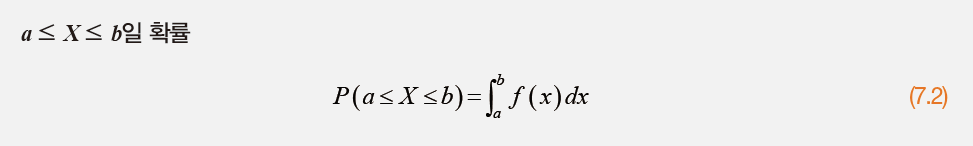 a ≤ X ≤ b일 확률
P(a ≤ X ≤ b) = ∫_a^b f(x)dx (7.2)